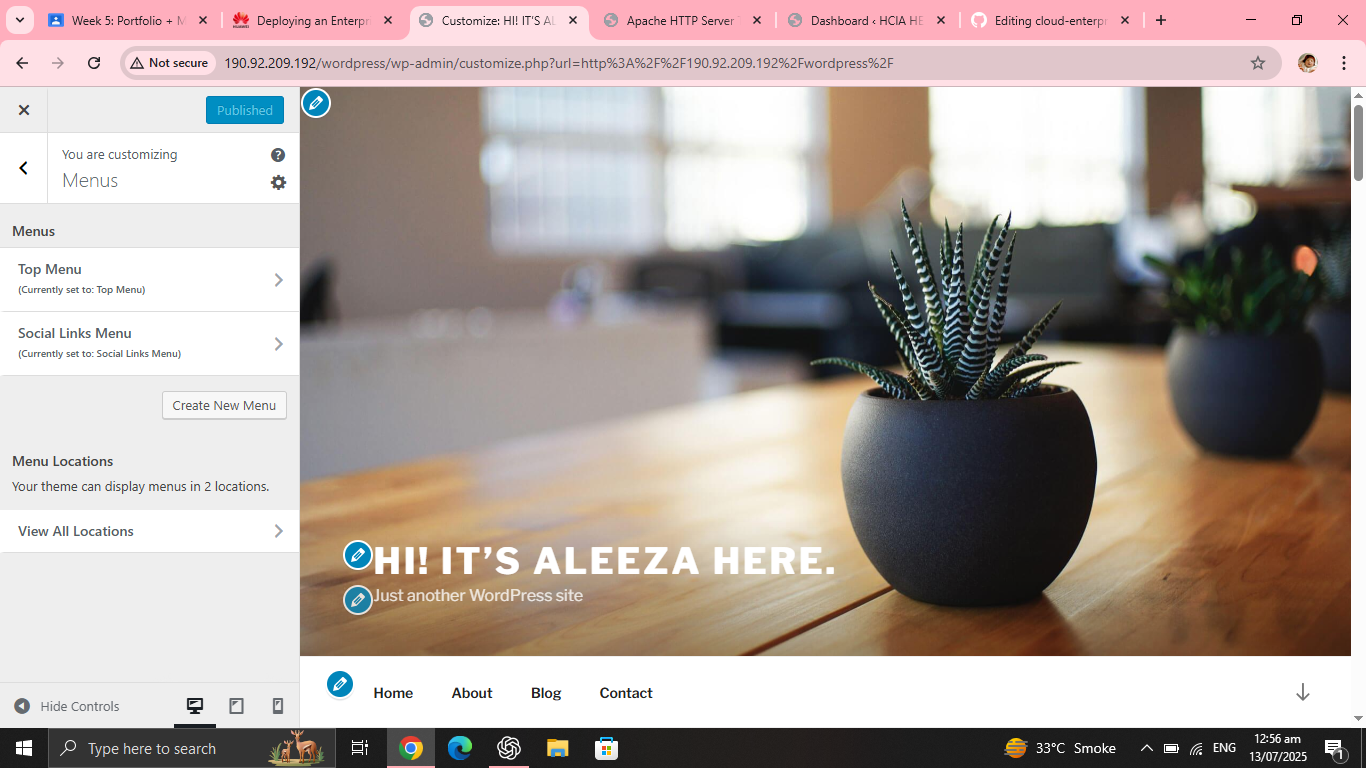 Week 5: Portfolio + M
Deploying an Enterpri
Customize: HI! IT'S AL
Apache HTTP Server
Dashboard ‹ HCIA HE
Editing cloud-enterpr
Not secure
190.92.209.192/wordpress/wp-admin/customize.php?url=http%3A%2F%2F190.92.209.192%2Fwordpress%2F
Published
You are customizing
Menus
Menus
Top Menu
(Currently set to: Top Menu)
Social Links Menu
(Currently set to: Social Links Menu)
Create New Menu
Menu Locations
Your theme can display menus in 2 locations.
View All Locations
Hide Controls
HI! IT’S ALEEZA HERE.
Just another WordPress site
Home About Blog Contact
Type here to search
33°C Smoke
ENG
12:56 am
13/07/2025
1